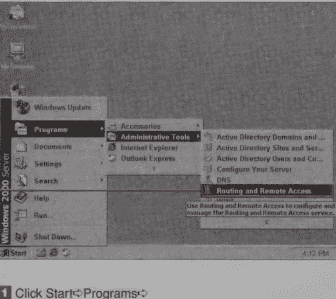 Windows Update
Programs
Documents
Settings
Search
Help
Run...
Shut Down...
Windows 2000 Server
Accessories
Administrative Tools
Internet Explorer
Outlook Express
Active Directory Domains and ...
Active Directory Sites and Ser...
Active Directory Users and Co...
Configure Your Server
DNS
Routing and Remote Access
Use Routing and Remote Access to configure and
manage the Routing and Remote Access service.
Start
4:12 PM
1 Click Start➪Programs➪